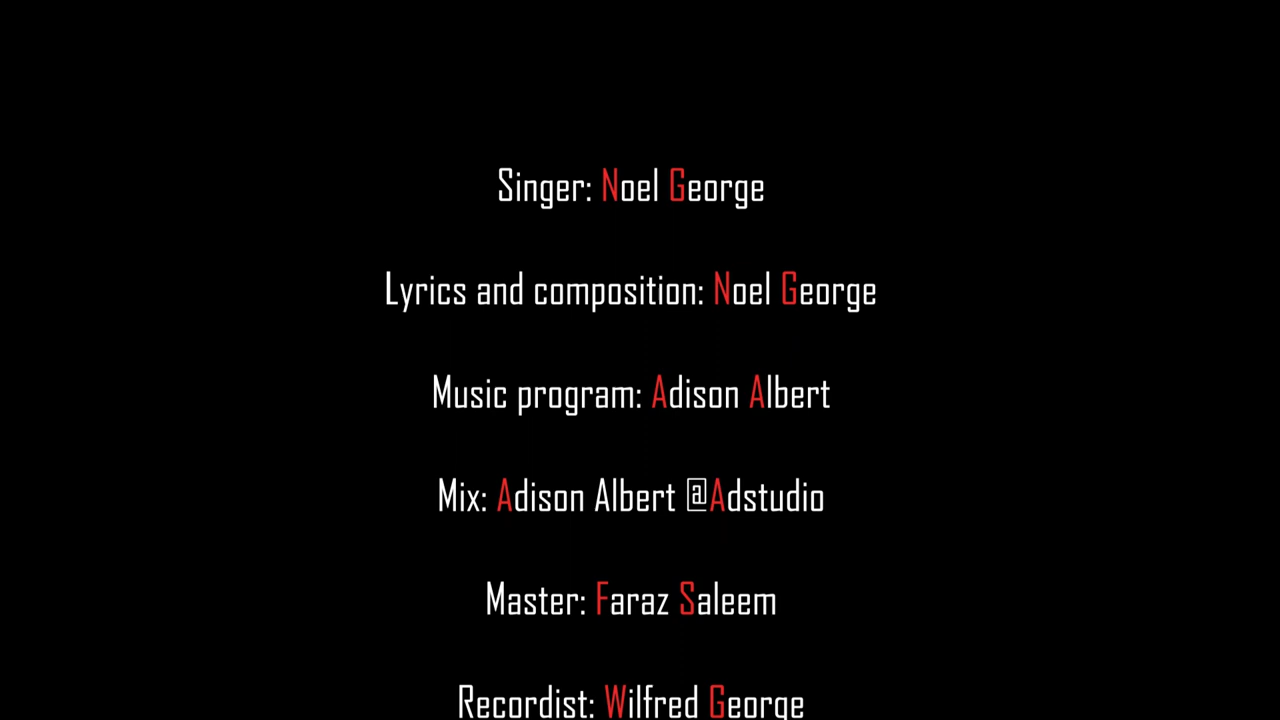 Singer: Noel George
Lyrics and composition: Noel George
Music program: Adison Albert
Mix: Adison Albert @Adstudio
Master: Faraz Saleem
Recordist: Wilfred George